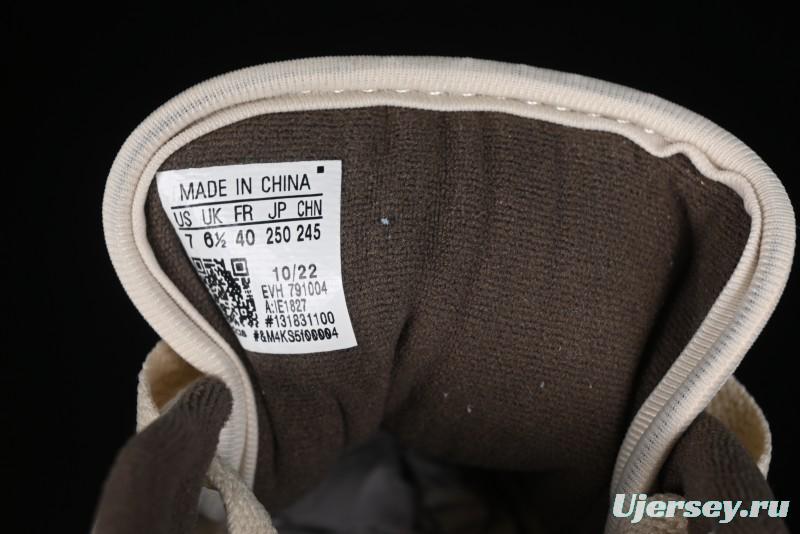 MADE IN CHINA
US UK FR JP CHN
7 6½ 40 250 245
10/22
EVH 791004
A:IE1827
#131831100
#&M4KS5f00004
Ujersey.ru